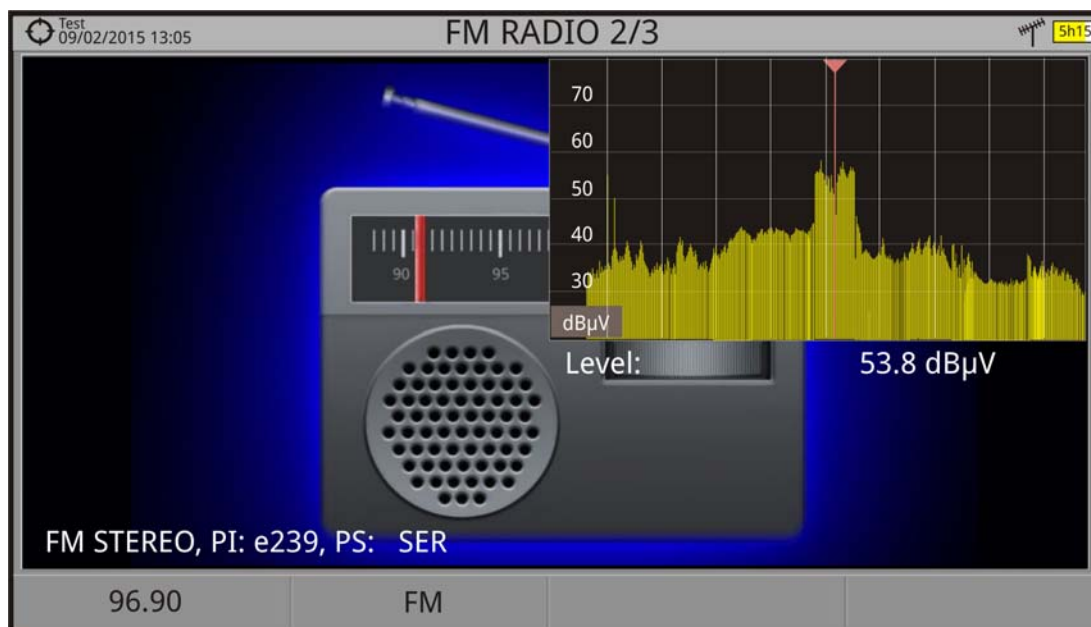 Test
09/02/2015 13:05
FM RADIO 2/3
5h15
70
60
50
40
30
dBµV
90 95
Level: 53.8 dBµV
FM STEREO, PI: e239, PS: SER
96.90 FM